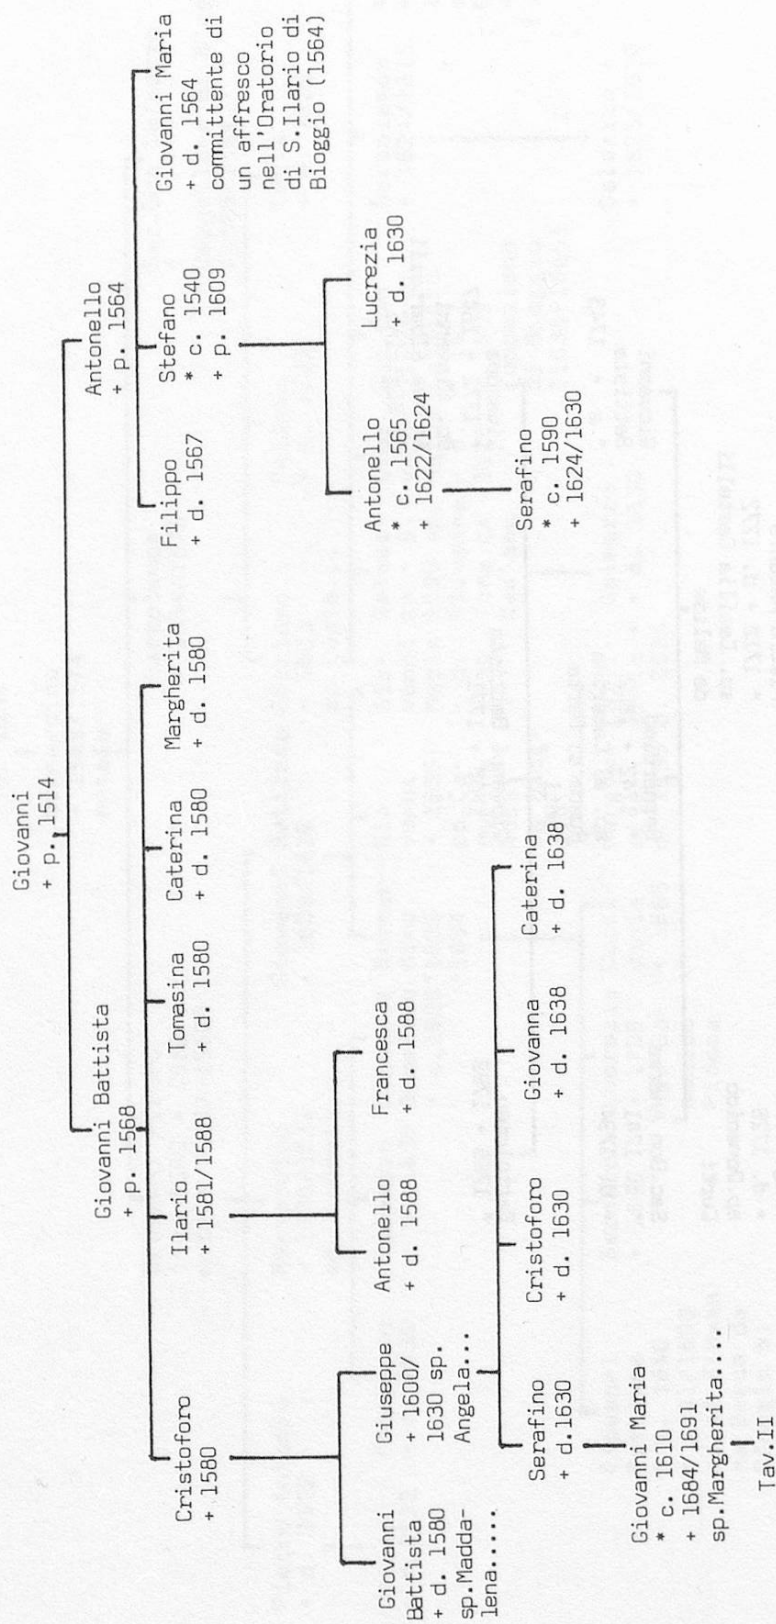 Giovanni
+ p. 1514
Giovanni Battista
+ p. 1568
Antonello
+ p. 1564
Cristoforo
+ 1580
Ilario
+ 1581/1588
Tomasina
+ d. 1580
Caterina
+ d. 1580
Margherita
+ d. 1580
Filippo
+ d. 1567
Stefano
* c. 1540
+ p. 1609
Giovanni Maria
+ d. 1564
committente di
un affresco
nell'Oratorio
di S.Ilario di
Bioggio (1564)
Giovanni
Battista
+ d. 1580
sp.Madda-
lena.....
Giuseppe
+ 1600/
1630 sp.
Angela...
Antonello
+ d. 1588
Francesca
+ d. 1588
Antonello
* c. 1565
+ 1622/1624
Lucrezia
+ d. 1630
Serafino
+ d.1630
Cristoforo
+ d. 1630
Giovanna
+ d. 1638
Caterina
+ d. 1638
Serafino
* c. 1590
+ 1624/1630
Giovanni Maria
* c. 1610
+ 1684/1691
sp.Margherita....
Tav.II